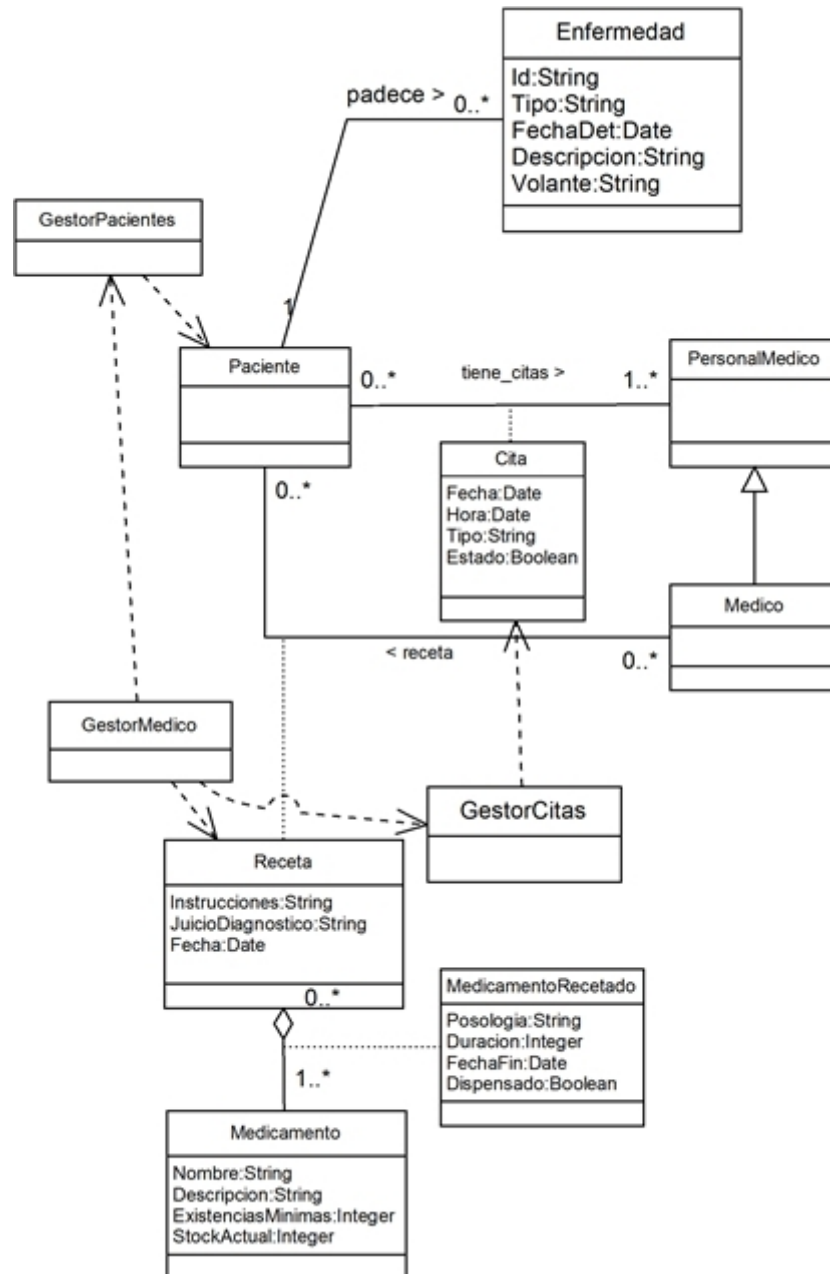 Enfermedad
Id:String
Tipo:String
FechaDet:Date
Descripcion:String
Volante:String
padece >
0..*
GestorPacientes
1
Paciente
0..*
tiene_citas >
1..*
PersonalMedico
Cita
Fecha:Date
Hora:Date
Tipo:String
Estado:Boolean
0..*
Medico
< receta
0..*
GestorMedico
GestorCitas
Receta
Instrucciones:String
JuicioDiagnostico:String
Fecha:Date
0..*
MedicamentoRecetado
Posologia:String
Duracion:Integer
FechaFin:Date
Dispensado:Boolean
1..*
Medicamento
Nombre:String
Descripcion:String
ExistenciasMinimas:Integer
StockActual:Integer